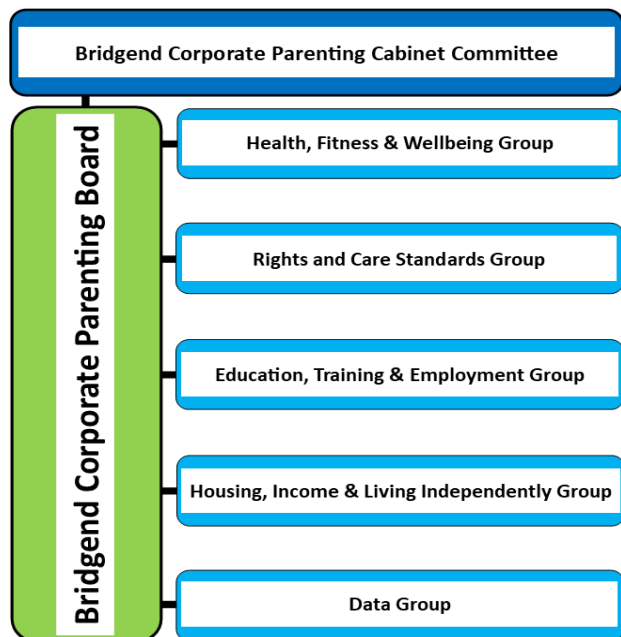 Bridgend Corporate Parenting Cabinet Committee
Bridgend Corporate Parenting Board
Health, Fitness & Wellbeing Group
Rights and Care Standards Group
Education, Training & Employment Group
Housing, Income & Living Independently Group
Data Group